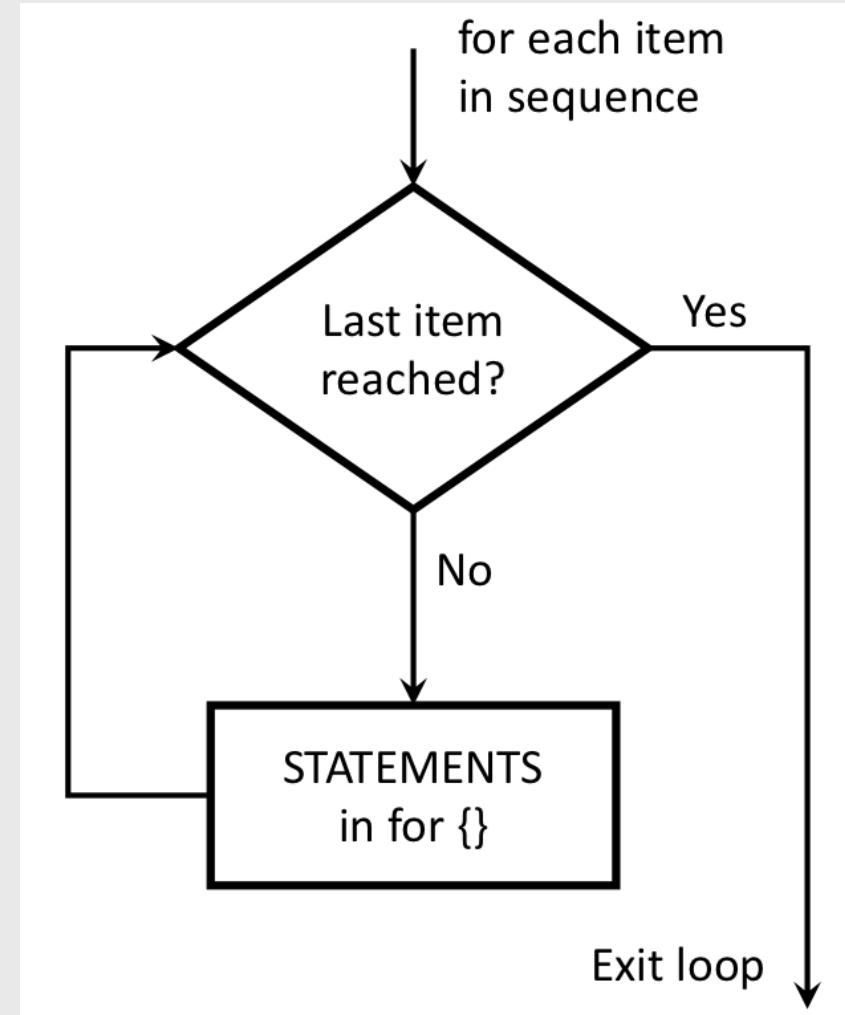 for each item
in sequence
Last item
reached?
Yes
No
STATEMENTS
in for {}
Exit loop